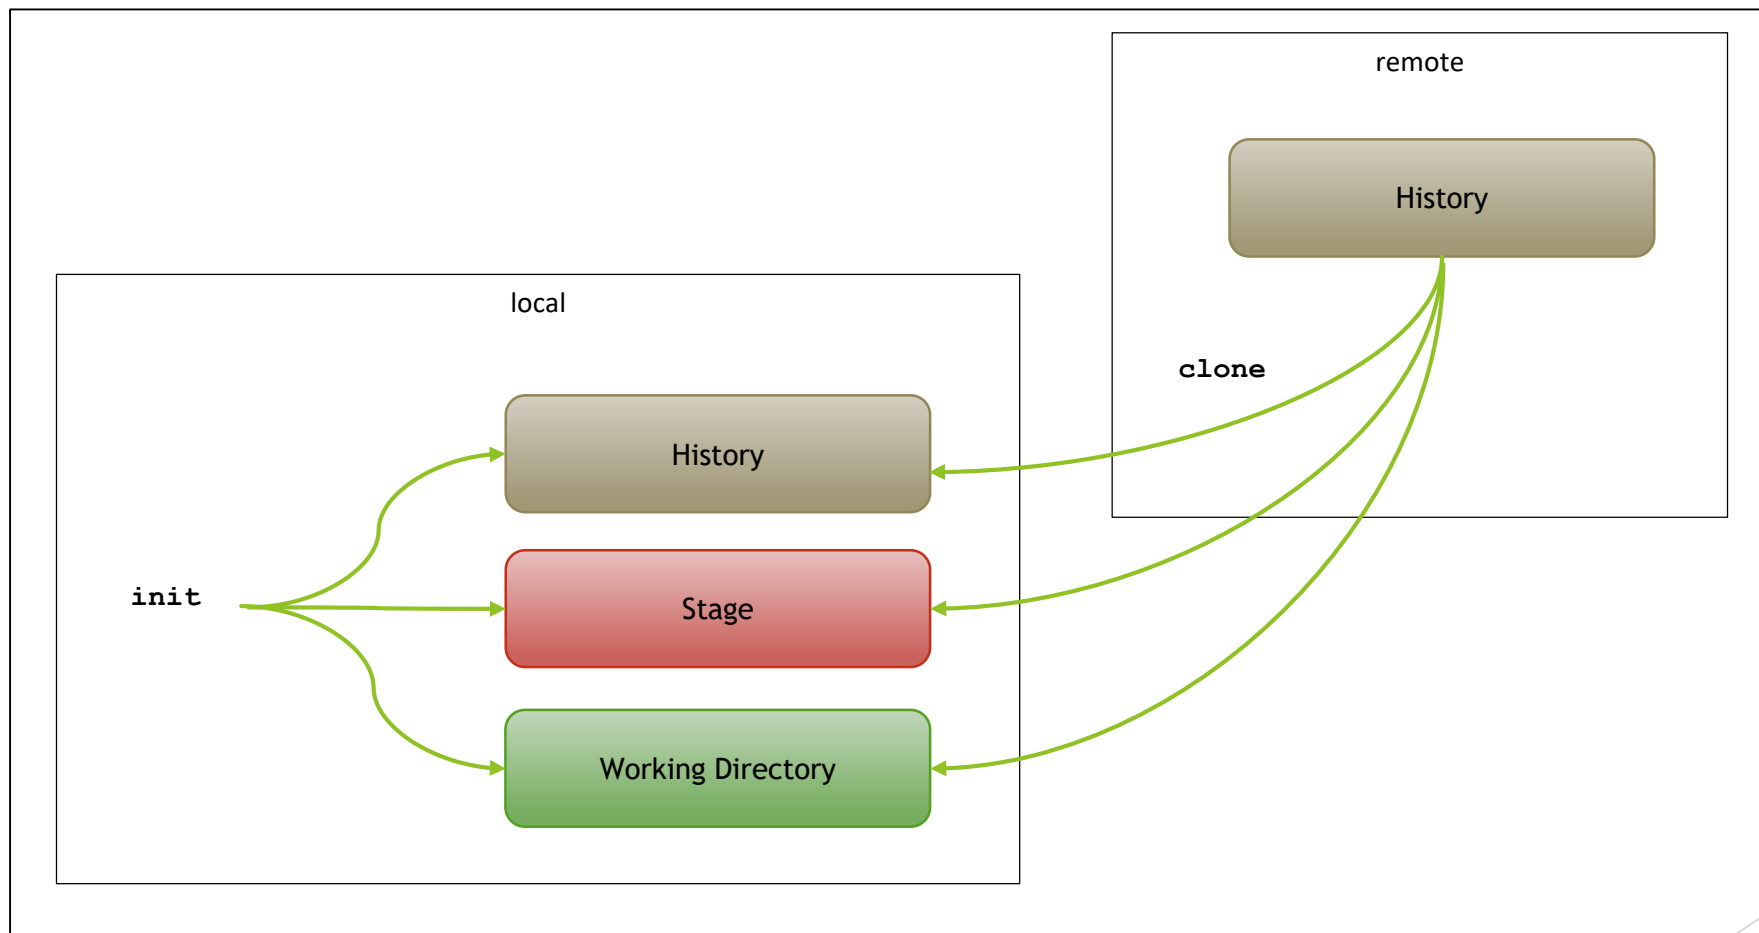 remote
History
local
clone
History
init
Stage
Working Directory